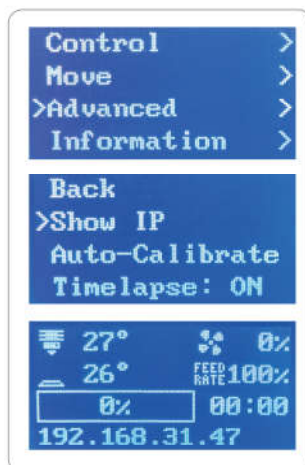 Control >
Move >
>Advanced >
Information >
Back
>Show IP
Auto-Calibrate
Timelapse: ON
27° 0%
26° FEED RATE 100%
0% 00:00
192.168.31.47